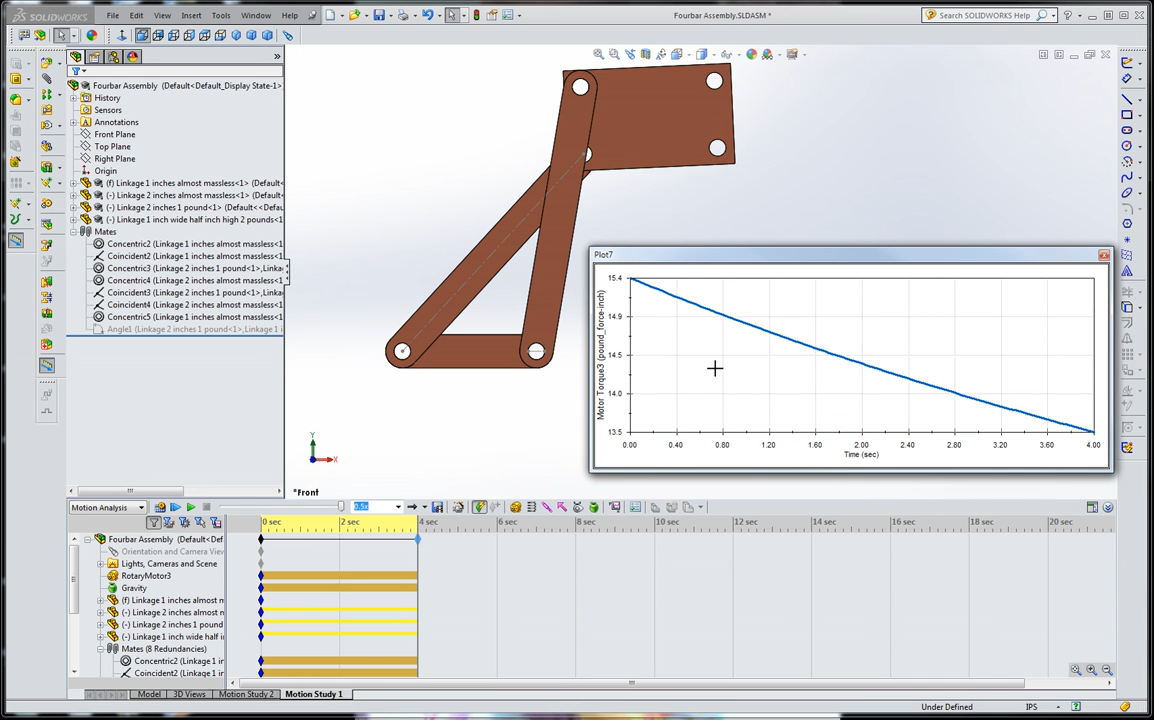 SOLIDWORKS
File Edit View Insert Tools Window Help
Fourbar Assembly.SLDASM *
Search SOLIDWORKS Help
Fourbar Assembly (Default<Default_Display State-1>
History
Sensors
Annotations
Front Plane
Top Plane
Right Plane
Origin
(f) Linkage 1 inches almost massless<1> (Default<
(-) Linkage 2 inches almost massless<1> (Default<
(-) Linkage 2 inches 1 pound<1> (Default<<Defau
(-) Linkage 1 inch wide half inch high 2 pounds<1
Mates
Concentric2 (Linkage 1 inches almost massless<1
Coincident2 (Linkage 1 inches almost massless<1
Concentric3 (Linkage 2 inches 1 pound<1>,Linka
Concentric4 (Linkage 2 inches almost massless<1
Coincident3 (Linkage 2 inches 1 pound<1>,Linka
Coincident4 (Linkage 2 inches almost massless<1
Concentric5 (Linkage 2 inches almost massless<1
Angle1 (Linkage 2 inches 1 pound<1>,Linkage 1 i
Y
X
*Front
Plot7
Motor Torque3 (pound_force-inch)
15.4
14.9
14.5
14.0
13.5
0.00 0.40 0.80 1.20 1.60 2.00 2.40 2.80 3.20 3.60 4.00
Time (sec)
Motion Analysis
0.5x
0 sec 2 sec 4 sec 6 sec 8 sec 10 sec 12 sec 14 sec 16 sec 18 sec 20 sec
Fourbar Assembly (Default<Def
Orientation and Camera View
Lights, Cameras and Scene
RotaryMotor3
Gravity
(f) Linkage 1 inches almost m
(-) Linkage 2 inches almost n
(-) Linkage 2 inches 1 pound
(-) Linkage 1 inch wide half i
Mates (8 Redundancies)
Concentric2 (Linkage 1 i
Coincident2 (Linkage 1 i
Model 3D Views Motion Study 2 Motion Study 1
Under Defined IPS